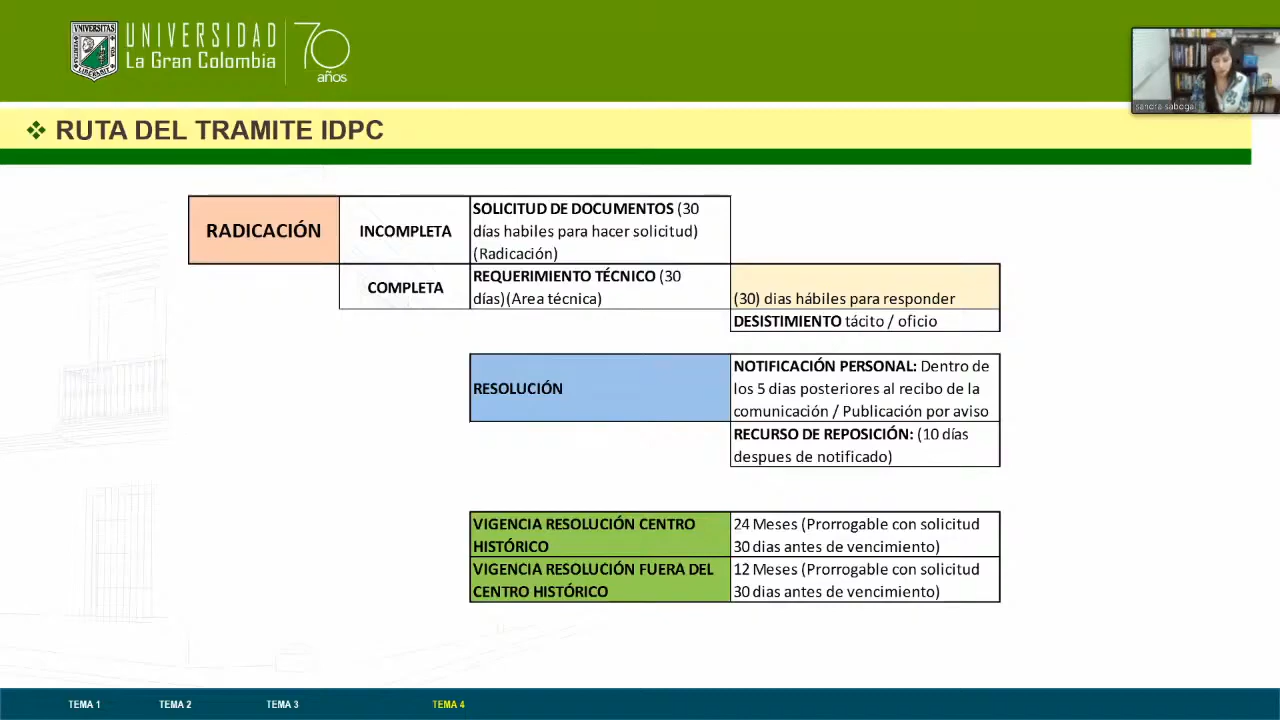 UNIVERSITAS
UNIVERSIDAD
La Gran Colombia
70
años
sandra sabogal
RUTA DEL TRAMITE IDPC
RADICACIÓN
INCOMPLETA
SOLICITUD DE DOCUMENTOS (30
días habiles para hacer solicitud)
(Radicación)
COMPLETA
REQUERIMIENTO TÉCNICO (30
días)(Area técnica)
(30) dias hábiles para responder
DESISTIMIENTO tácito / oficio
RESOLUCIÓN
NOTIFICACIÓN PERSONAL: Dentro de
los 5 dias posteriores al recibo de la
comunicación / Publicación por aviso
RECURSO DE REPOSICIÓN: (10 días
despues de notificado)
VIGENCIA RESOLUCIÓN CENTRO
HISTÓRICO
24 Meses (Prorrogable con solicitud
30 dias antes de vencimiento)
VIGENCIA RESOLUCIÓN FUERA DEL
CENTRO HISTÓRICO
12 Meses (Prorrogable con solicitud
30 dias antes de vencimiento)
TEMA 1
TEMA 2
TEMA 3
TEMA 4